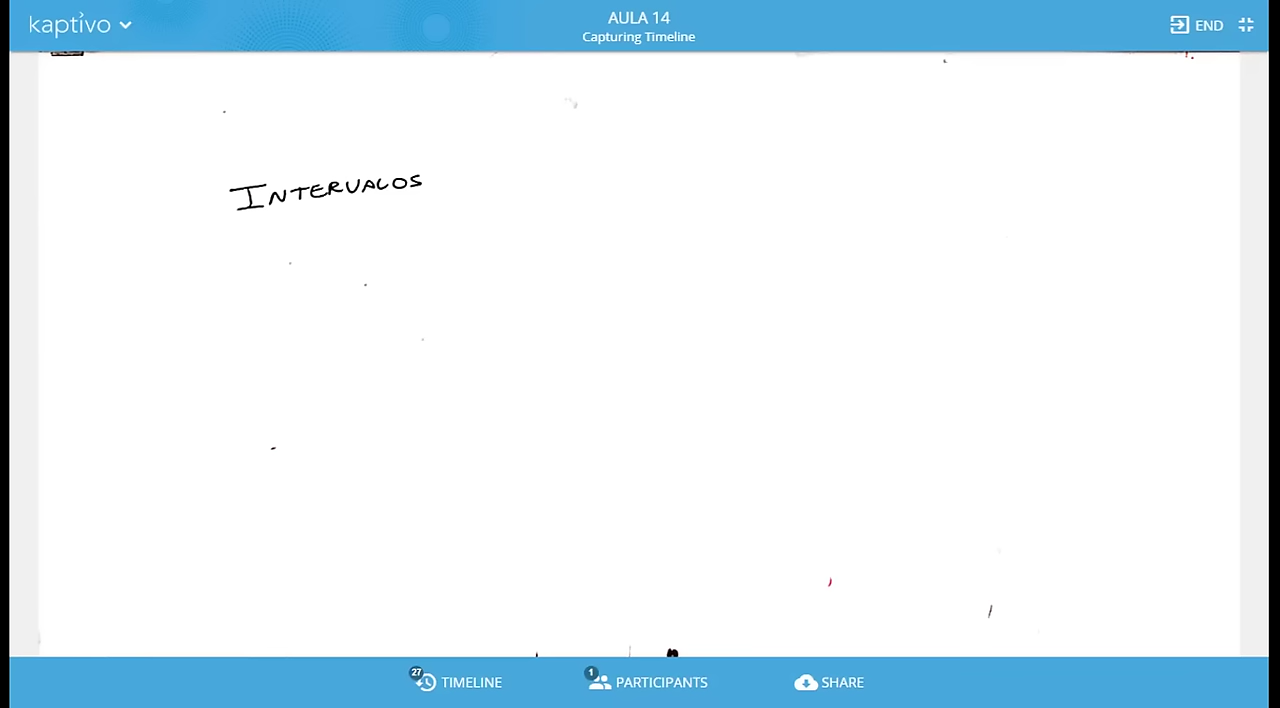 kaptivo
AULA 14
Capturing Timeline
END
INTERVALOS
27 TIMELINE
1 PARTICIPANTS
SHARE